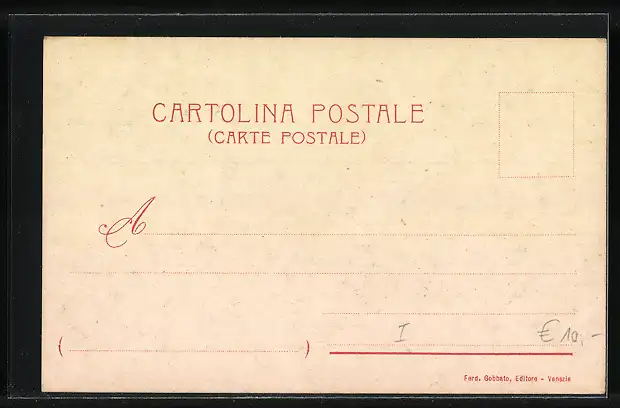 CARTOLINA POSTALE
(CARTE POSTALE)
A
( )
I € 10,-
Ferd. Gobbato, Editore - Venezia